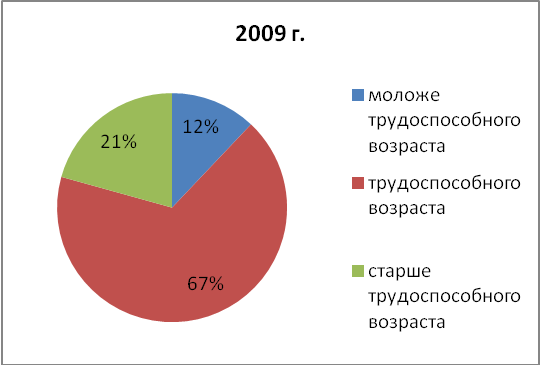 2009 г.
12%
21%
67%
моложе
трудоспособного
возраста
трудоспособного
возраста
старше
трудоспособного
возраста